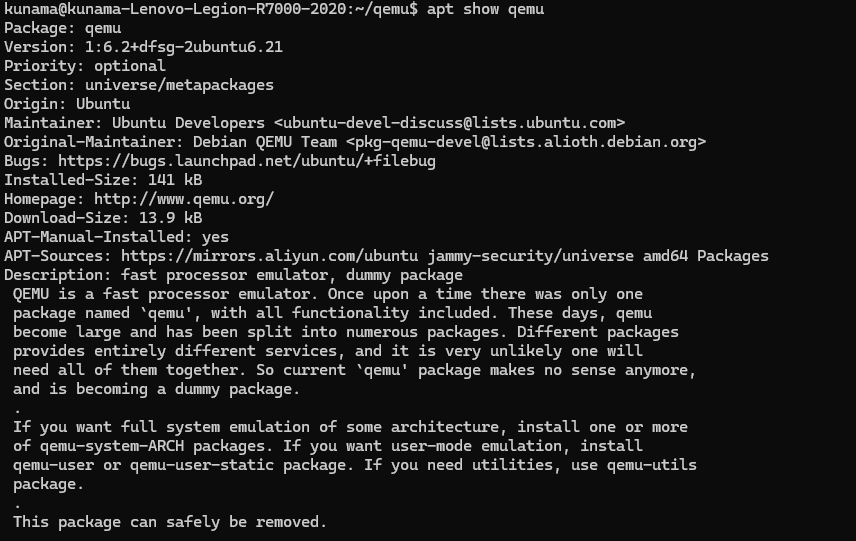 kunama@kunama-Lenovo-Legion-R7000-2020:~/qemu$ apt show qemu
Package: qemu
Version: 1:6.2+dfsg-2ubuntu6.21
Priority: optional
Section: universe/metapackages
Origin: Ubuntu
Maintainer: Ubuntu Developers <ubuntu-devel-discuss@lists.ubuntu.com>
Original-Maintainer: Debian QEMU Team <pkg-qemu-devel@lists.alioth.debian.org>
Bugs: https://bugs.launchpad.net/ubuntu/+filebug
Installed-Size: 141 kB
Homepage: http://www.qemu.org/
Download-Size: 13.9 kB
APT-Manual-Installed: yes
APT-Sources: https://mirrors.aliyun.com/ubuntu jammy-security/universe amd64 Packages
Description: fast processor emulator, dummy package
 QEMU is a fast processor emulator. Once upon a time there was only one
 package named `qemu', with all functionality included. These days, qemu
 become large and has been split into numerous packages. Different packages
 provides entirely different services, and it is very unlikely one will
 need all of them together. So current `qemu' package makes no sense anymore,
 and is becoming a dummy package.
 .
 If you want full system emulation of some architecture, install one or more
 of qemu-system-ARCH packages. If you want user-mode emulation, install
 qemu-user or qemu-user-static package. If you need utilities, use qemu-utils
 package.
 .
 This package can safely be removed.